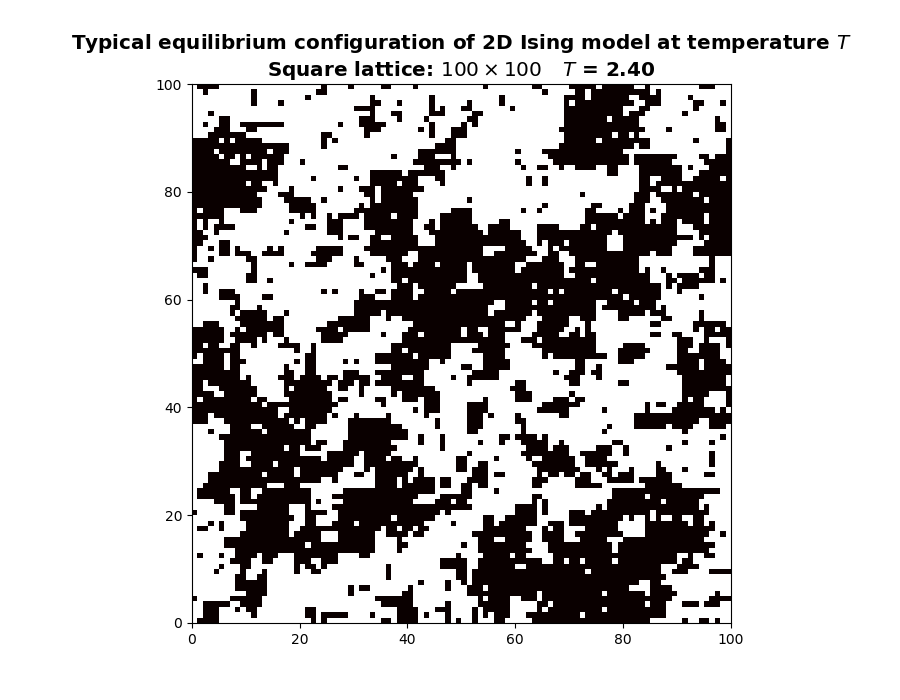 Typical equilibrium configuration of 2D Ising model at temperature T
Square lattice: 100 × 100 T = 2.40
100
80
60
40
20
0
0 20 40 60 80 100